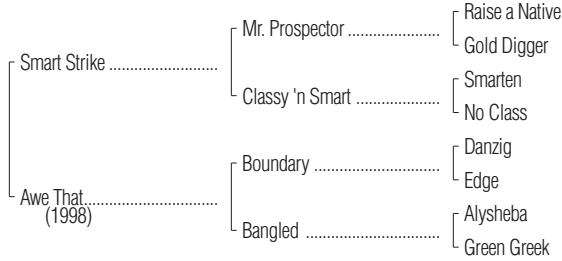 Raise a Native
Mr. Prospector ....................
Gold Digger
Smart Strike ........................
Smarten
Classy 'n Smart ..................
No Class
Danzig
Boundary ............................
Edge
Awe That..............................
(1998)
Alysheba
Bangled ..............................
Green Greek